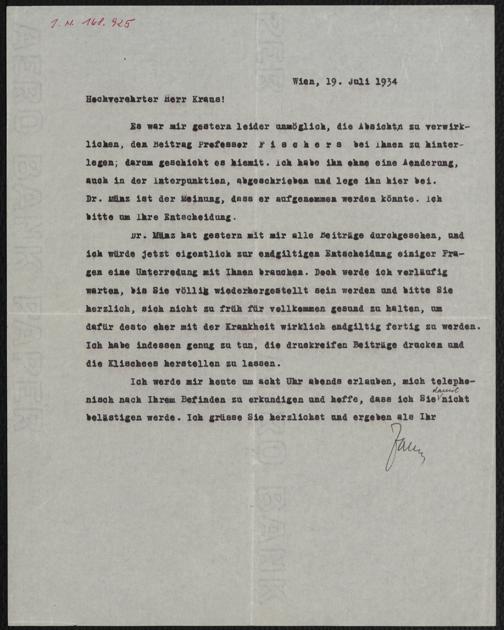 I. N. 168.925
Wien, 19. Juli 1934
Hochverehrter Herr Kraus!
Es war mir gestern leider unmöglich, die Absichtn zu verwirk-
lichen, den Beitrag Professor F i s c h e r s bei Ihnen zu hinter-
legen; darum geschieht es hiemit. Ich habe ihn ohne eine Aenderung,
auch in der Interpunktion, abgeschrieben und lege ihn hier bei.
Dr. Münz ist der Meinung, dass er aufgenommen werden könnte. Ich
bitte um Ihre Entscheidung.
Dr. Münz hat gestern mit mir alle Beiträge durchgesehen, und
ich würde jetzt eigentlich zur endgiltigen Entscheidung einiger Fra-
gen eine Unterredung mit Ihnen brauchen. Doch werde ich vorläufig
warten, bis Sie völlig wiederhergestellt sein werden und bitte Sie
herzlich, sich nicht zu früh für vollkommen gesund zu halten, um
dafür desto eher mit der Krankheit wirklich endgiltig fertig zu werden.
Ich habe indessen genug zu tun, die druckreifen Beiträge drucken und
die Klischees herstellen zu lassen.
Ich werde mir heute um acht Uhr abends erlauben, mich telepho-
nisch nach Ihrem Befinden zu erkundigen und hoffe, dass ich Sie damit nicht
belästigen werde. Ich grüsse Sie herzlichst und ergeben als Ihr
AERO BANK PAPER